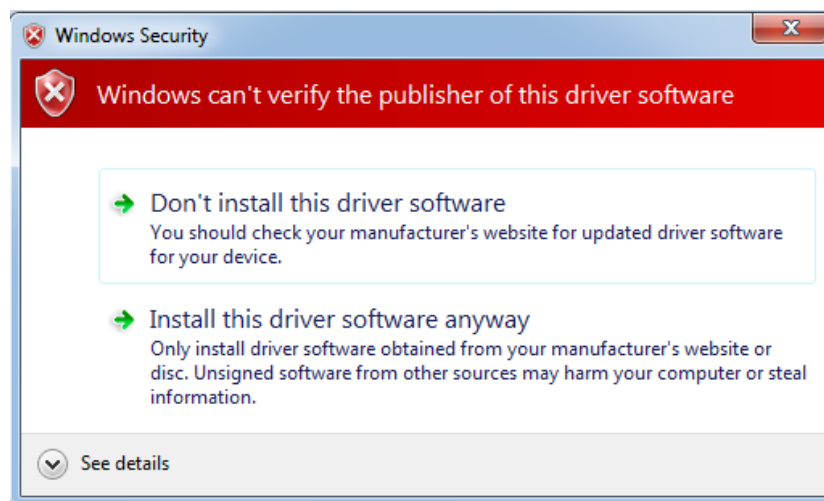 Windows Security
Windows can't verify the publisher of this driver software
Don't install this driver software
You should check your manufacturer's website for updated driver software
for your device.
Install this driver software anyway
Only install driver software obtained from your manufacturer's website or
disc. Unsigned software from other sources may harm your computer or steal
information.
See details